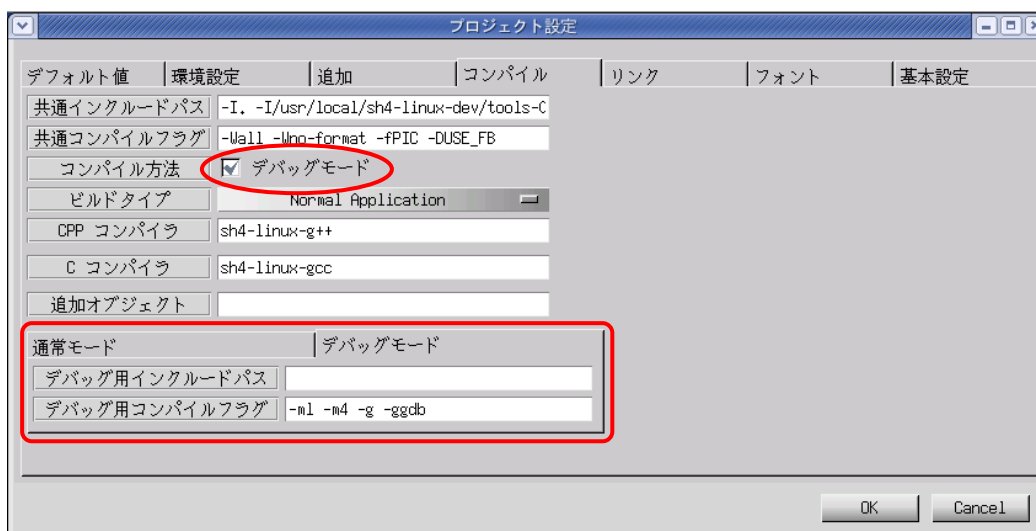 プロジェクト設定
デフォルト値 環境設定 追加 コンパイル リンク フォント 基本設定
共通インクルードパス -I. -I/usr/local/sh4-linux-dev/tools-
共通コンパイルフラグ -Wall -Wno-format -fPIC -DUSE_FB
コンパイル方法 デバッグモード
ビルドタイプ Normal Application
CPP コンパイラ sh4-linux-g++
C コンパイラ sh4-linux-gcc
追加オブジェクト
通常モード デバッグモード
デバッグ用インクルードパス
デバッグ用コンパイルフラグ -ml -m4 -g -ggdb
OK Cancel